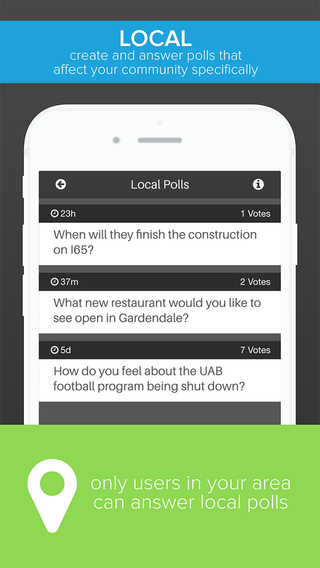 LOCAL
create and answer polls that
affect your community specifically
Local Polls
23h 1 Votes
When will they finish the construction
on I65?
37m 2 Votes
What new restaurant would you like to
see open in Gardendale?
5d 7 Votes
How do you feel about the UAB
football program being shut down?
only users in your area
can answer local polls